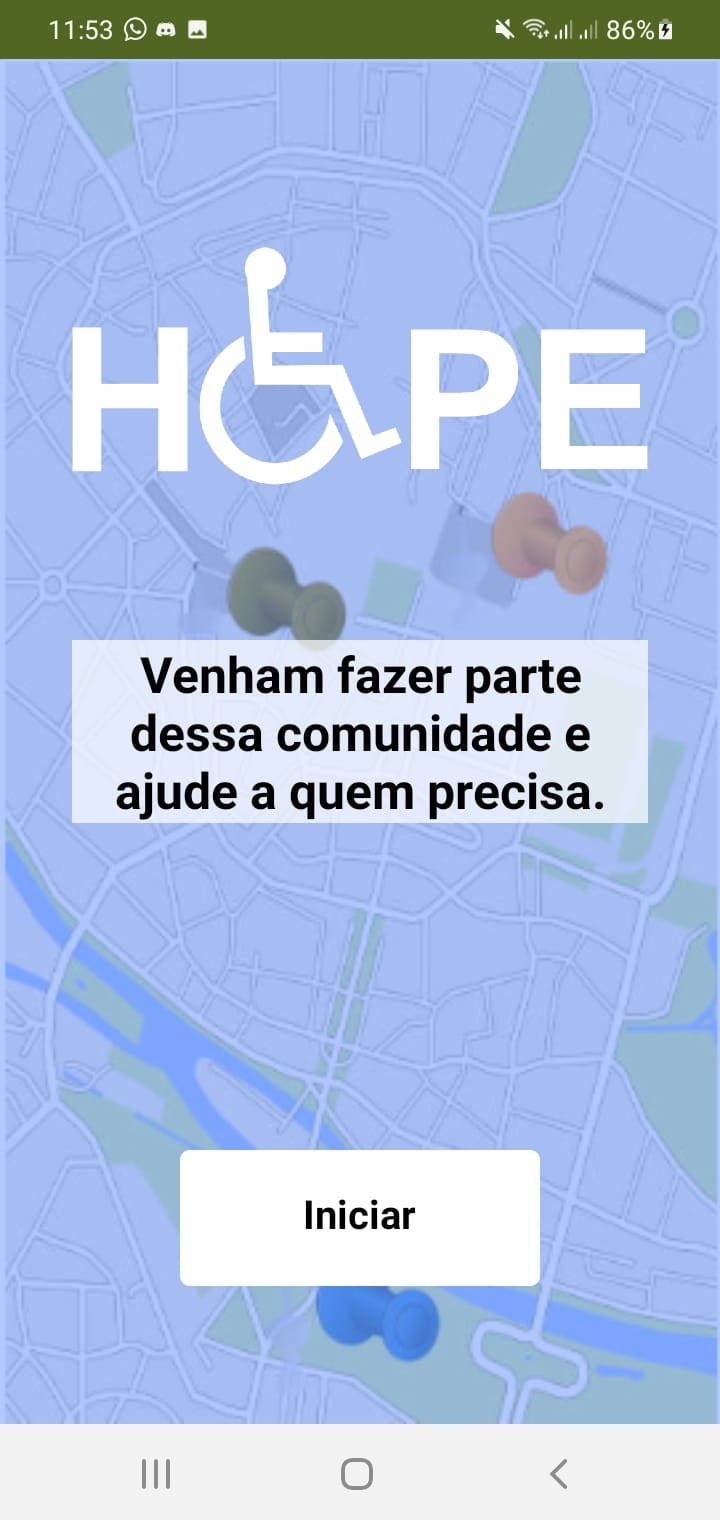 11:53 86%
HOPE
Venham fazer parte
dessa comunidade e
ajude a quem precisa.
Iniciar